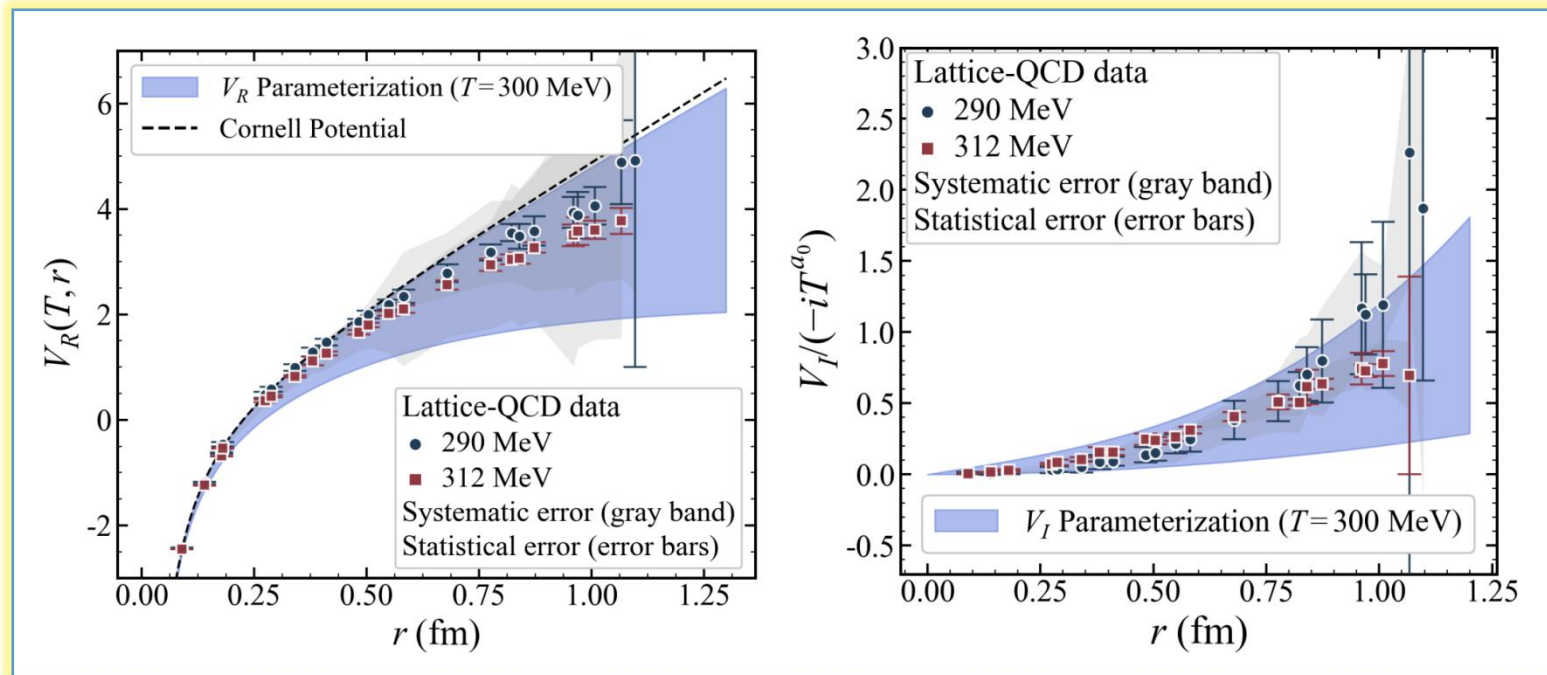 V_R Parameterization (T = 300 MeV)
Cornell Potential
6
4
2
0
-2
V_R(T, r)
Lattice-QCD data
290 MeV
312 MeV
Systematic error (gray band)
Statistical error (error bars)
0.00 0.25 0.50 0.75 1.00 1.25
r (fm)
3.0
2.5
2.0
1.5
1.0
0.5
0.0
-0.5
V_I/(-iT^{a_0})
Lattice-QCD data
290 MeV
312 MeV
Systematic error (gray band)
Statistical error (error bars)
V_I Parameterization (T = 300 MeV)
0.00 0.25 0.50 0.75 1.00 1.25
r (fm)